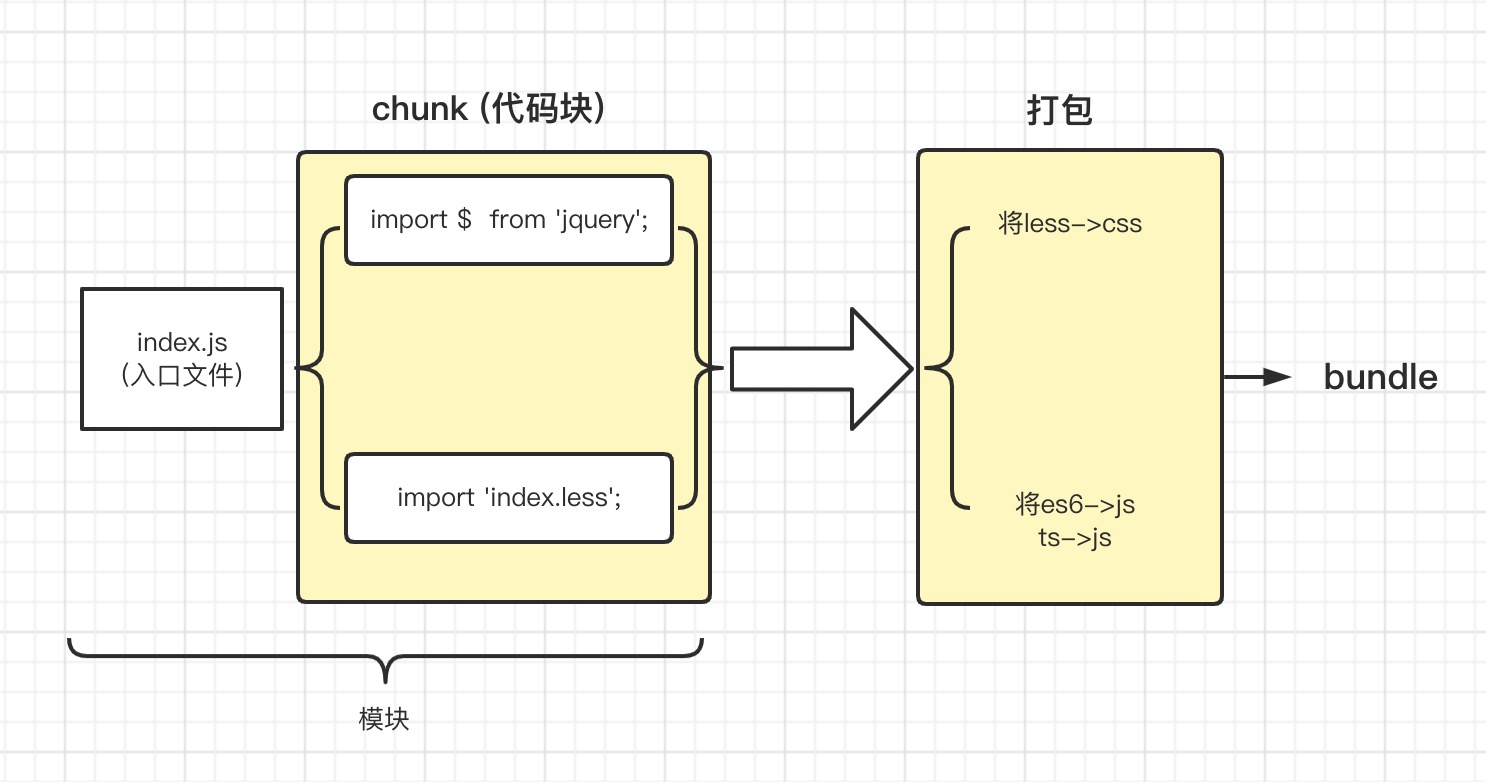 chunk (代码块)
打包
import $  from 'jquery';
将less->css
index.js
(入口文件)
bundle
import 'index.less';
将es6->js
ts->js
模块